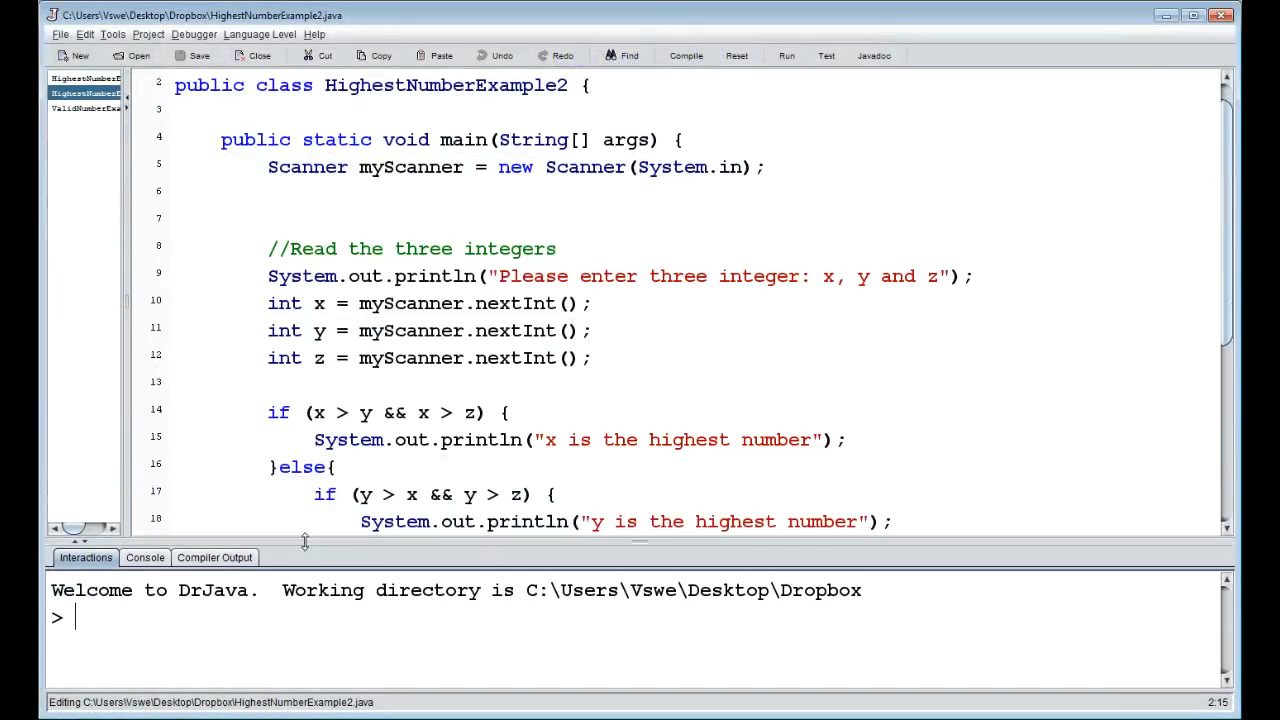 C:\Users\Vswe\Desktop\Dropbox\HighestNumberExample2.java
File Edit Tools Project Debugger Language Level Help
New Open Save Close Cut Copy Paste Undo Redo Find Compile Reset Run Test Javadoc
HighestNumberE
HighestNumberE
ValidNumberExa
2 public class HighestNumberExample2 {
3
4 public static void main(String[] args) {
5 Scanner myScanner = new Scanner(System.in);
6
7
8 //Read the three integers
9 System.out.println("Please enter three integer: x, y and z");
10 int x = myScanner.nextInt();
11 int y = myScanner.nextInt();
12 int z = myScanner.nextInt();
13
14 if (x > y && x > z) {
15 System.out.println("x is the highest number");
16 }else{
17 if (y > x && y > z) {
18 System.out.println("y is the highest number");
Interactions Console Compiler Output
Welcome to DrJava. Working directory is C:\Users\Vswe\Desktop\Dropbox
>
Editing C:\Users\Vswe\Desktop\Dropbox\HighestNumberExample2.java 2:15